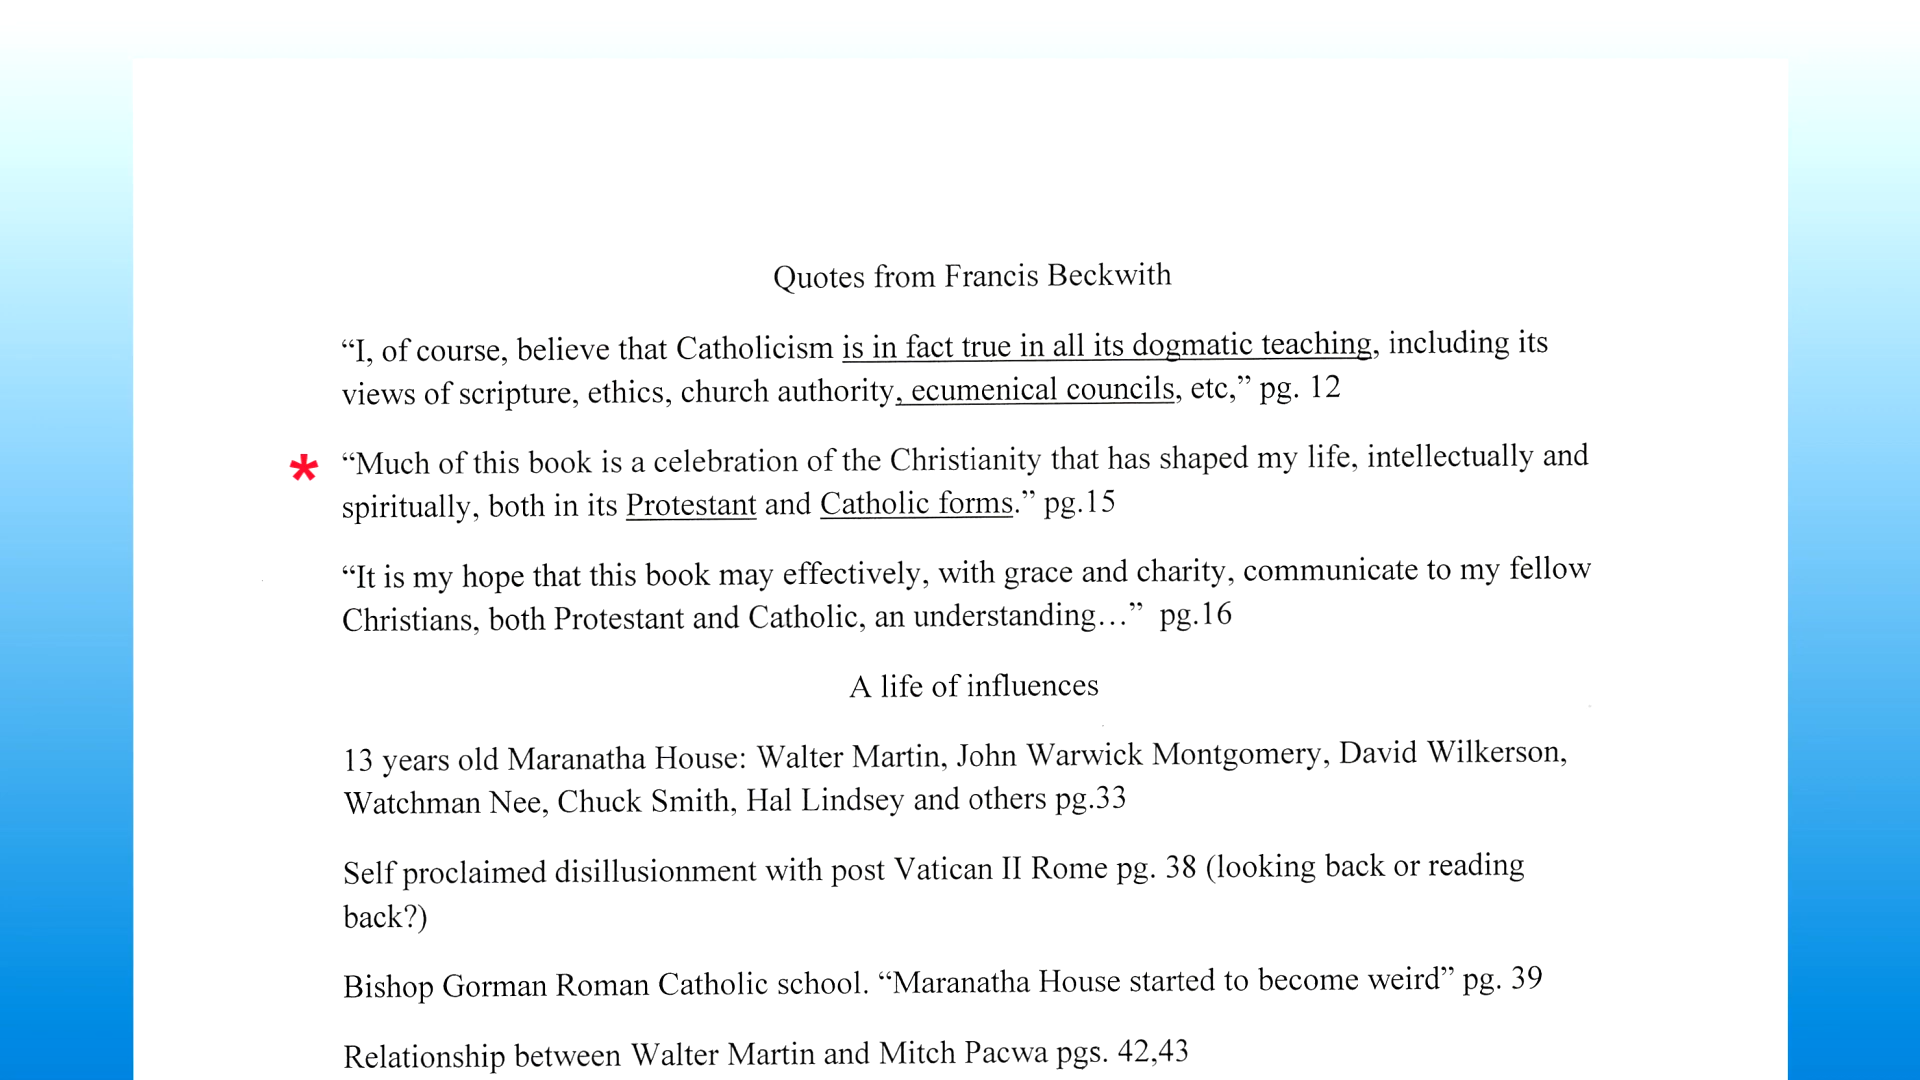 Quotes from Francis Beckwith
“I, of course, believe that Catholicism is in fact true in all its dogmatic teaching, including its
views of scripture, ethics, church authority, ecumenical councils, etc,” pg. 12
* “Much of this book is a celebration of the Christianity that has shaped my life, intellectually and
spiritually, both in its Protestant and Catholic forms.” pg.15
“It is my hope that this book may effectively, with grace and charity, communicate to my fellow
Christians, both Protestant and Catholic, an understanding…” pg.16
A life of influences
13 years old Maranatha House: Walter Martin, John Warwick Montgomery, David Wilkerson,
Watchman Nee, Chuck Smith, Hal Lindsey and others pg.33
Self proclaimed disillusionment with post Vatican II Rome pg. 38 (looking back or reading
back?)
Bishop Gorman Roman Catholic school. “Maranatha House started to become weird” pg. 39
Relationship between Walter Martin and Mitch Pacwa pgs. 42,43